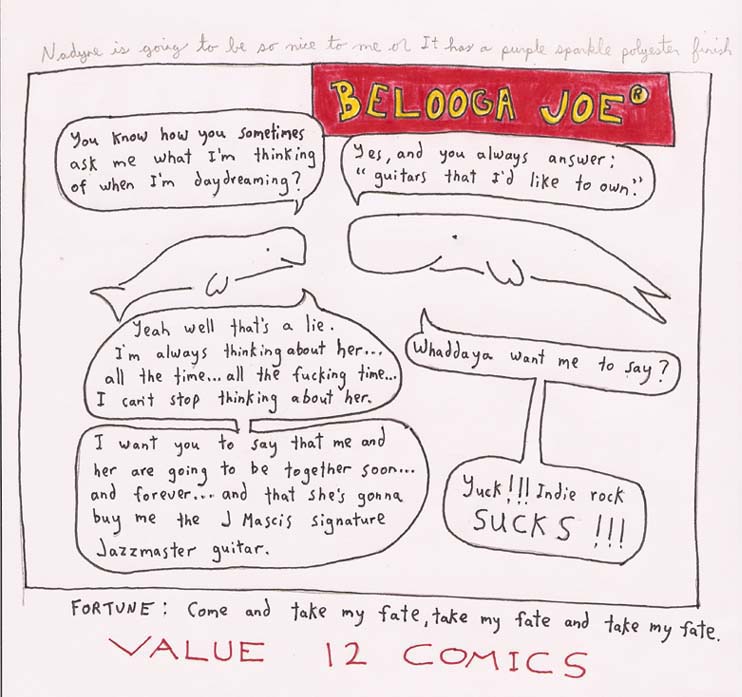 Nadyne is going to be so nice to me or It has a purple sparkle polyester finish
BELOOGA JOE®
You know how you sometimes
ask me what I'm thinking
of when I'm daydreaming?
Yes, and you always answer:
"guitars that I'd like to own."
Yeah well that's a lie.
I'm always thinking about her...
all the time... all the fucking time...
I can't stop thinking about her.
Whaddaya want me to say?
I want you to say that me and
her are going to be together soon...
and forever... and that she's gonna
buy me the J Mascis signature
Jazzmaster guitar.
Yuck!!! Indie rock
SUCKS!!!
FORTUNE: Come and take my fate, take my fate and take my fate.
VALUE 12 COMICS